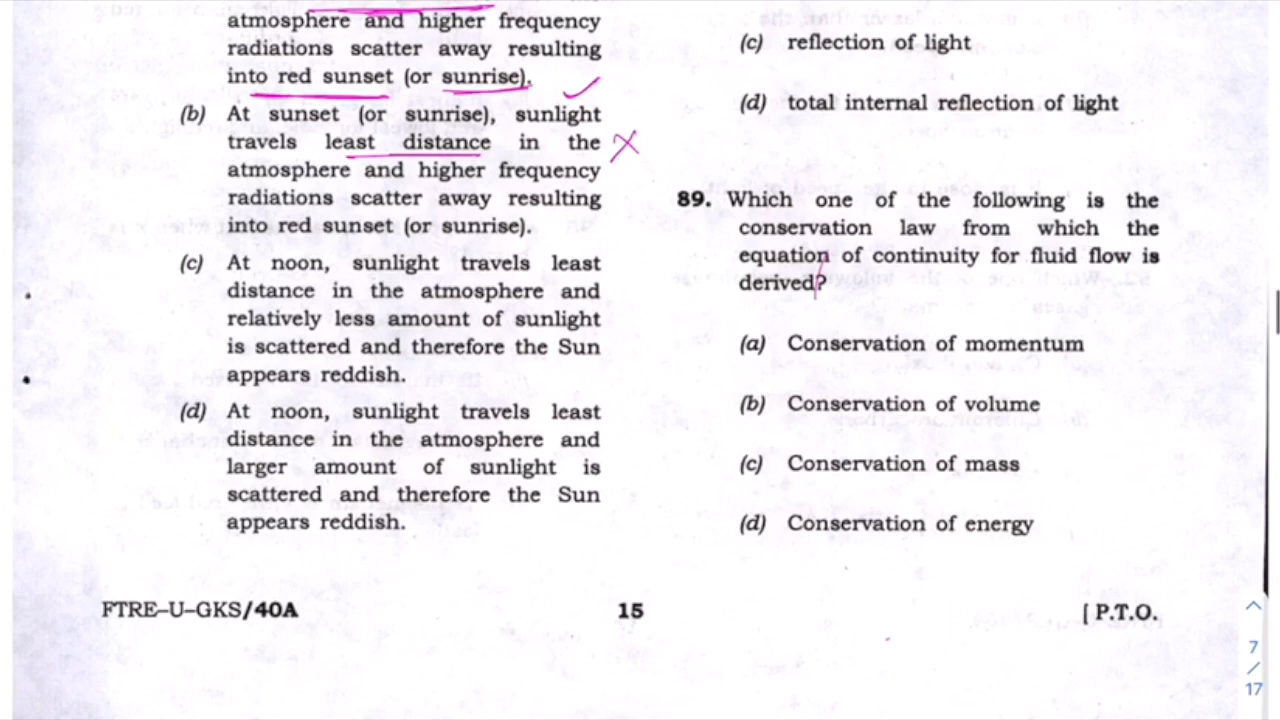 atmosphere and higher frequency
radiations scatter away resulting
into red sunset (or sunrise).
(b) At sunset (or sunrise), sunlight
travels least distance in the
atmosphere and higher frequency
radiations scatter away resulting
into red sunset (or sunrise).
(c) At noon, sunlight travels least
distance in the atmosphere and
relatively less amount of sunlight
is scattered and therefore the Sun
appears reddish.
(d) At noon, sunlight travels least
distance in the atmosphere and
larger amount of sunlight is
scattered and therefore the Sun
appears reddish.
(c) reflection of light
(d) total internal reflection of light
89. Which one of the following is the
conservation law from which the
equation of continuity for fluid flow is
derived?
(a) Conservation of momentum
(b) Conservation of volume
(c) Conservation of mass
(d) Conservation of energy
FTRE-U-GKS/40A
15
[ P.T.O.
7
/
17